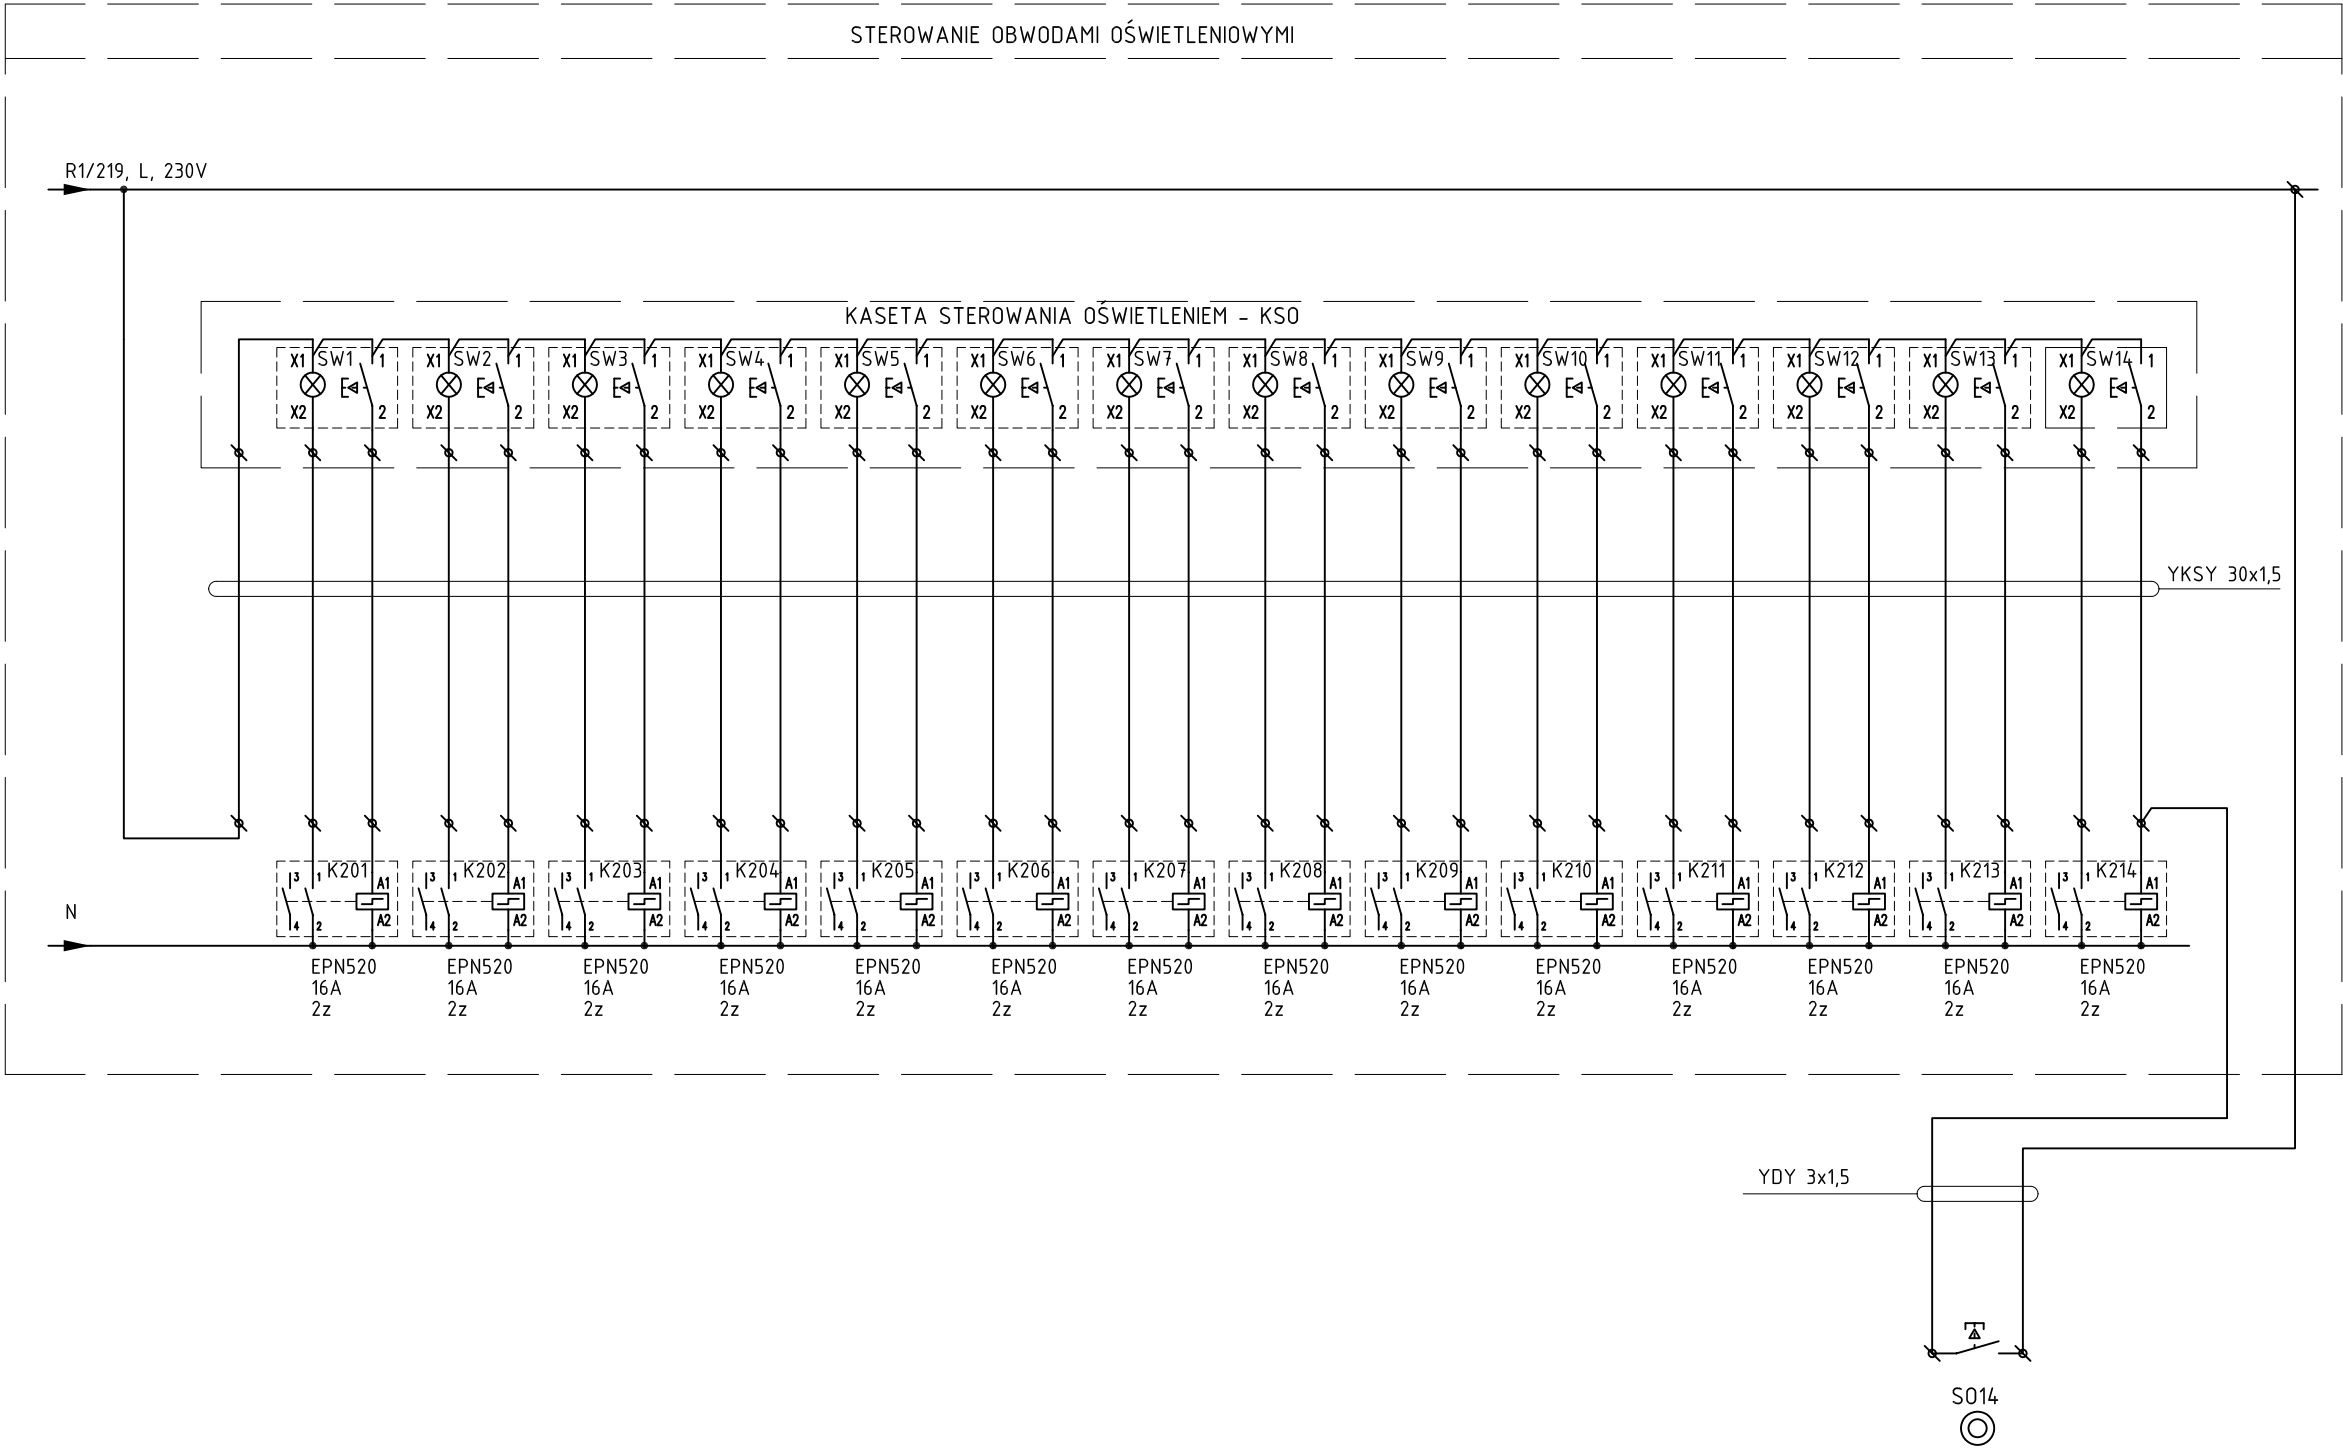 STEROWANIE OBWODAMI OŚWIETLENIOWYMI
R1/219, L, 230V
KASETA STEROWANIA OŚWIETLENIEM - KSO
X1 SW1 1 X1 SW2 1 X1 SW3 1 X1 SW4 1 X1 SW5 1 X1 SW6 1 X1 SW7 1 X1 SW8 1 X1 SW9 1 X1 SW10 1 X1 SW11 1 X1 SW12 1 X1 SW13 1 X1 SW14 1
X2 2 X2 2 X2 2 X2 2 X2 2 X2 2 X2 2 X2 2 X2 2 X2 2 X2 2 X2 2 X2 2 X2 2
YKSY 30x1,5
K201 K202 K203 K204 K205 K206 K207 K208 K209 K210 K211 K212 K213 K214
3 1 A1 3 1 A1 3 1 A1 3 1 A1 3 1 A1 3 1 A1 3 1 A1 3 1 A1 3 1 A1 3 1 A1 3 1 A1 3 1 A1 3 1 A1 3 1 A1
N
4 2 A2 4 2 A2 4 2 A2 4 2 A2 4 2 A2 4 2 A2 4 2 A2 4 2 A2 4 2 A2 4 2 A2 4 2 A2 4 2 A2 4 2 A2 4 2 A2
EPN520 EPN520 EPN520 EPN520 EPN520 EPN520 EPN520 EPN520 EPN520 EPN520 EPN520 EPN520 EPN520 EPN520
16A 16A 16A 16A 16A 16A 16A 16A 16A 16A 16A 16A 16A 16A
2z 2z 2z 2z 2z 2z 2z 2z 2z 2z 2z 2z 2z 2z
YDY 3x1,5
SO14